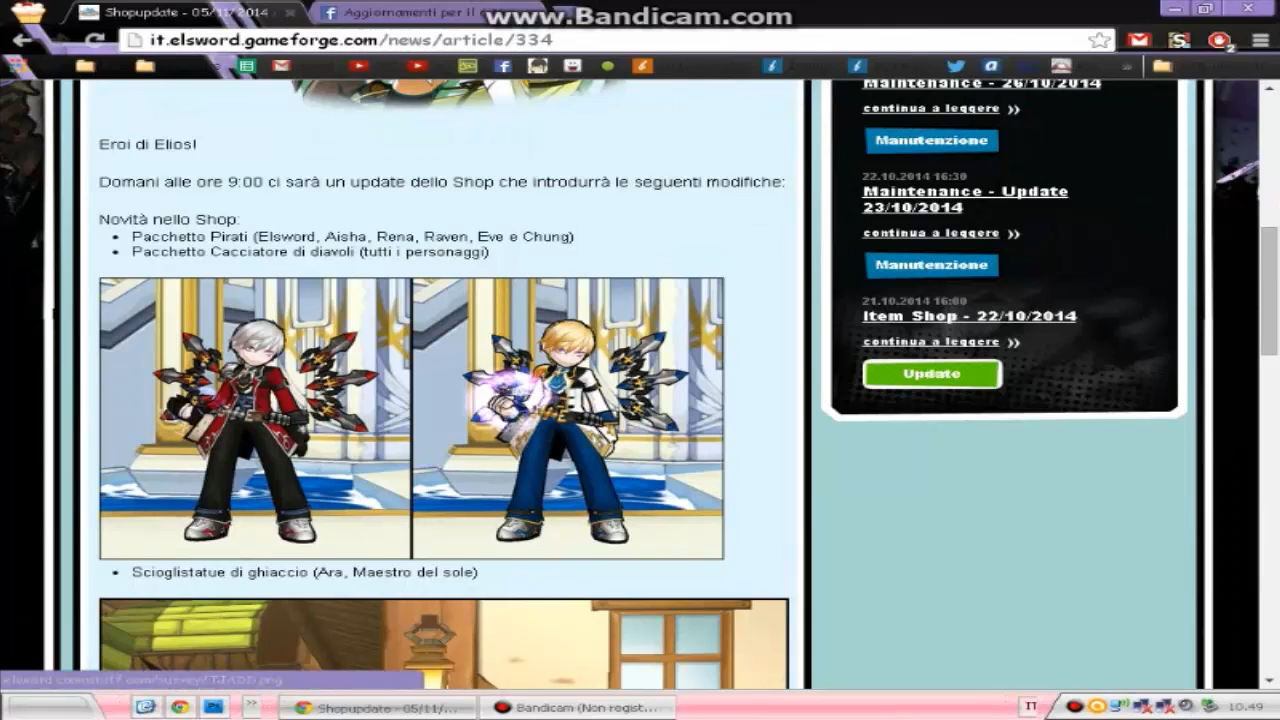 Shopupdate - 05/11/2014
Aggiornamenti per il
www.Bandicam.com
it.elsword.gameforge.com/news/article/334
Eroi di Elios!
Domani alle ore 9:00 ci sarà un update dello Shop che introdurrà le seguenti modifiche:
Novità nello Shop:
• Pacchetto Pirati (Elsword, Aisha, Rena, Raven, Eve e Chung)
• Pacchetto Cacciatore di diavoli (tutti i personaggi)
• Scioglistatue di ghiaccio (Ara, Maestro del sole)
Maintenance - 26/10/2014
continua a leggere
Manutenzione
22.10.2014 16:30
Maintenance - Update
23/10/2014
continua a leggere
Manutenzione
21.10.2014 16:00
Item Shop - 22/10/2014
continua a leggere
Update
Shopupdate - 05/11/...
Bandicam (Non regist...
IT
10.49